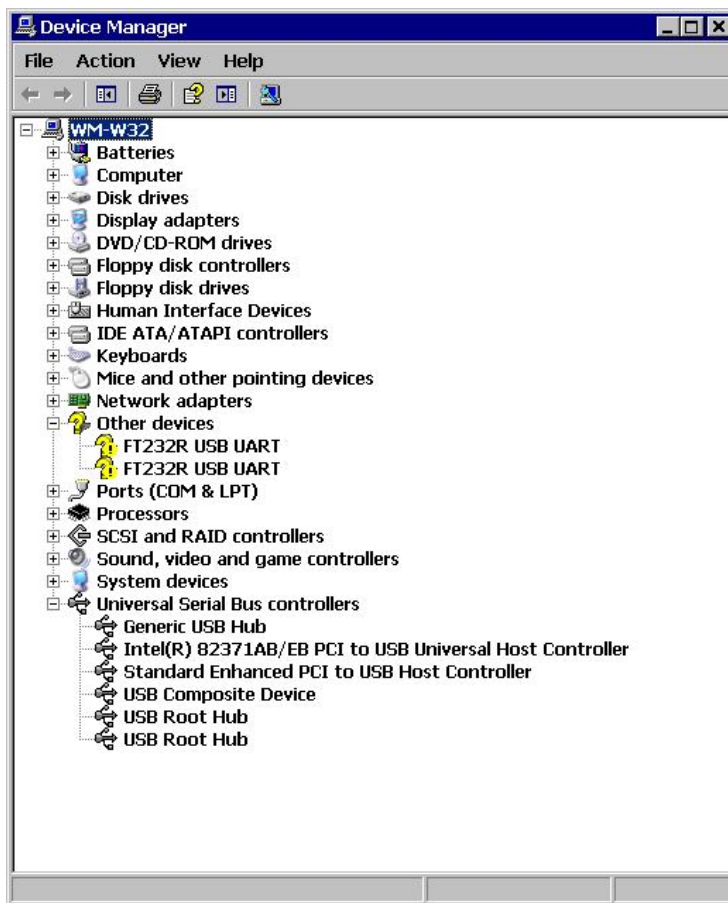 Device Manager
File Action View Help
WM-W32
Batteries
Computer
Disk drives
Display adapters
DVD/CD-ROM drives
Floppy disk controllers
Floppy disk drives
Human Interface Devices
IDE ATA/ATAPI controllers
Keyboards
Mice and other pointing devices
Network adapters
Other devices
FT232R USB UART
FT232R USB UART
Ports (COM & LPT)
Processors
SCSI and RAID controllers
Sound, video and game controllers
System devices
Universal Serial Bus controllers
Generic USB Hub
Intel(R) 82371AB/EB PCI to USB Universal Host Controller
Standard Enhanced PCI to USB Host Controller
USB Composite Device
USB Root Hub
USB Root Hub